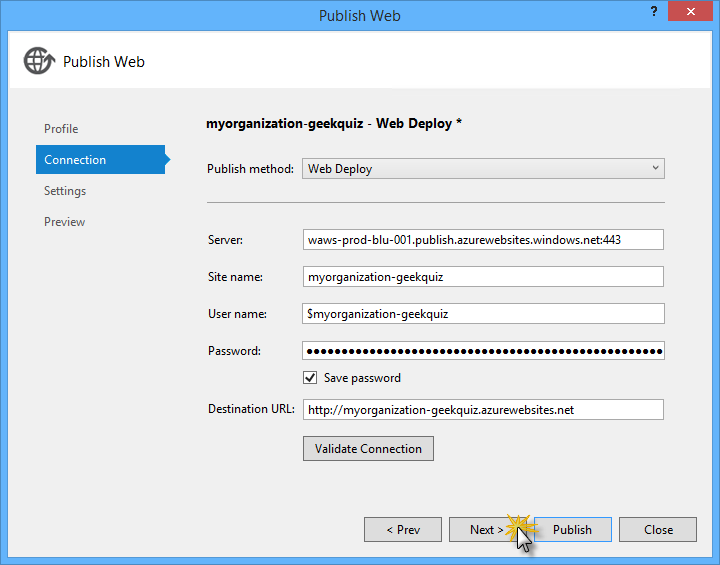 Publish Web
?
Publish Web
Profile
Connection
Settings
Preview
myorganization-geekquiz - Web Deploy *
Publish method: Web Deploy
Server: waws-prod-blu-001.publish.azurewebsites.windows.net:443
Site name: myorganization-geekquiz
User name: $myorganization-geekquiz
Password: ●●●●●●●●●●●●●●●●●●●●●●●●●●●●●●●●●●●●●●●●●●●●●●●●●●●
Save password
Destination URL: http://myorganization-geekquiz.azurewebsites.net
Validate Connection
< Prev Next > Publish Close